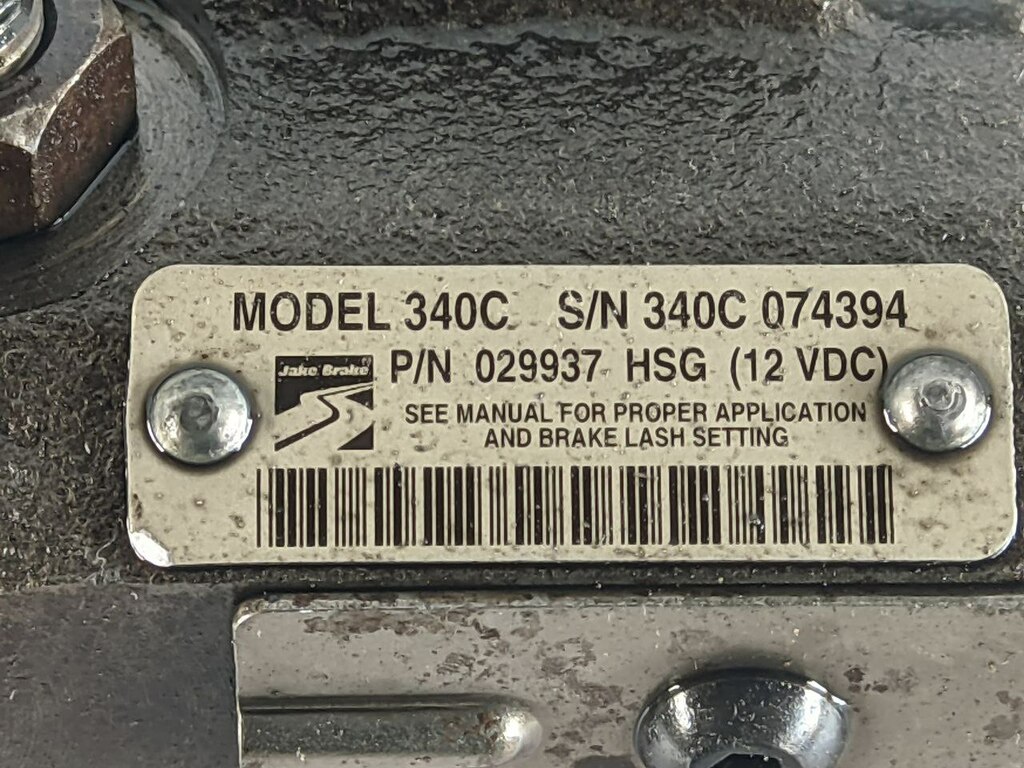 MODEL 340C S/N 340C 074394
Jake Brake®
P/N 029937 HSG (12 VDC)
SEE MANUAL FOR PROPER APPLICATION
AND BRAKE LASH SETTING